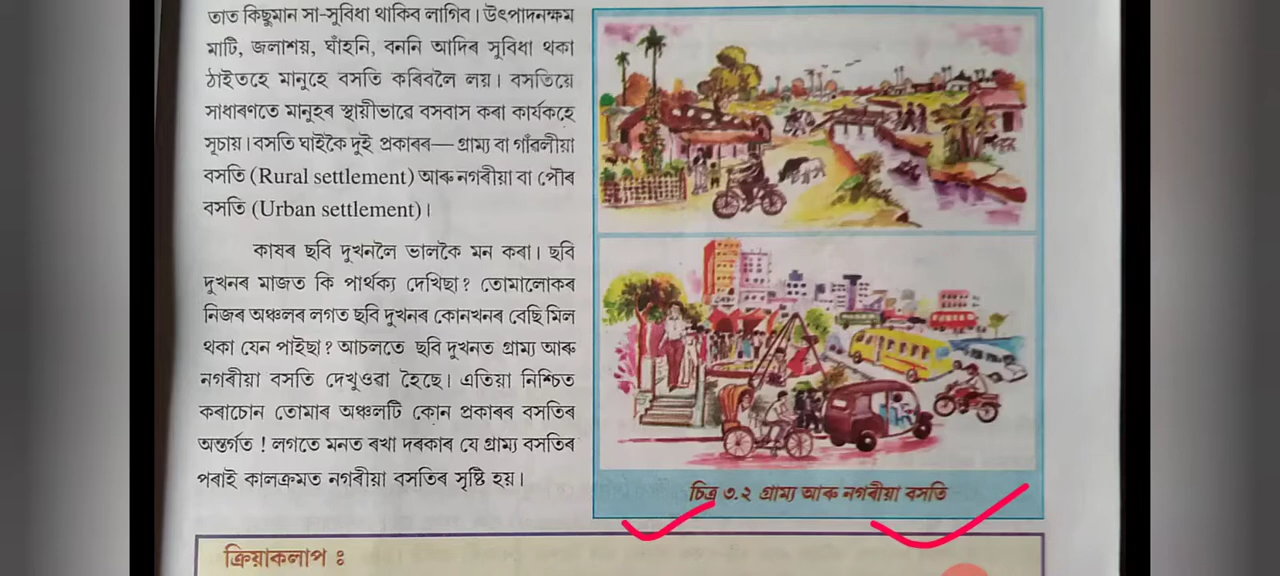 তাত কিছুমান সা-সুবিধা থাকিব লাগিব। উৎপাদনক্ষম
মাটি, জলাশয়, ঘাঁহনি, বননি আদিৰ সুবিধা থকা
ঠাইতহে মানুহে বসতি কৰিবলৈ লয়। বসতিয়ে
সাধাৰণতে মানুহৰ স্থায়ীভাৱে বসবাস কৰা কাৰ্যকহে
সূচায়। বসতি ঘাইকৈ দুই প্ৰকাৰৰ— গ্ৰাম্য বা গাঁৱলীয়া
বসতি (Rural settlement) আৰু নগৰীয়া বা পৌৰ
বসতি (Urban settlement)।
কাষৰ ছবি দুখনলৈ ভালকৈ মন কৰা। ছবি
দুখনৰ মাজত কি পাৰ্থক্য দেখিছা? তোমালোকৰ
নিজৰ অঞ্চলৰ লগত ছবি দুখনৰ কোনখনৰ বেছি মিল
থকা যেন পাইছা? আচলতে ছবি দুখনত গ্ৰাম্য আৰু
নগৰীয়া বসতি দেখুওৱা হৈছে। এতিয়া নিশ্চিত
কৰাচোন তোমাৰ অঞ্চলটি কোন প্ৰকাৰৰ বসতিৰ
অন্তৰ্গত! লগতে মনত ৰখা দৰকাৰ যে গ্ৰাম্য বসতিৰ
পৰাই কালক্ৰমত নগৰীয়া বসতিৰ সৃষ্টি হয়।
চিত্ৰ ৩.২ গ্ৰাম্য আৰু নগৰীয়া বসতি
ক্ৰিয়াকলাপ ঃ